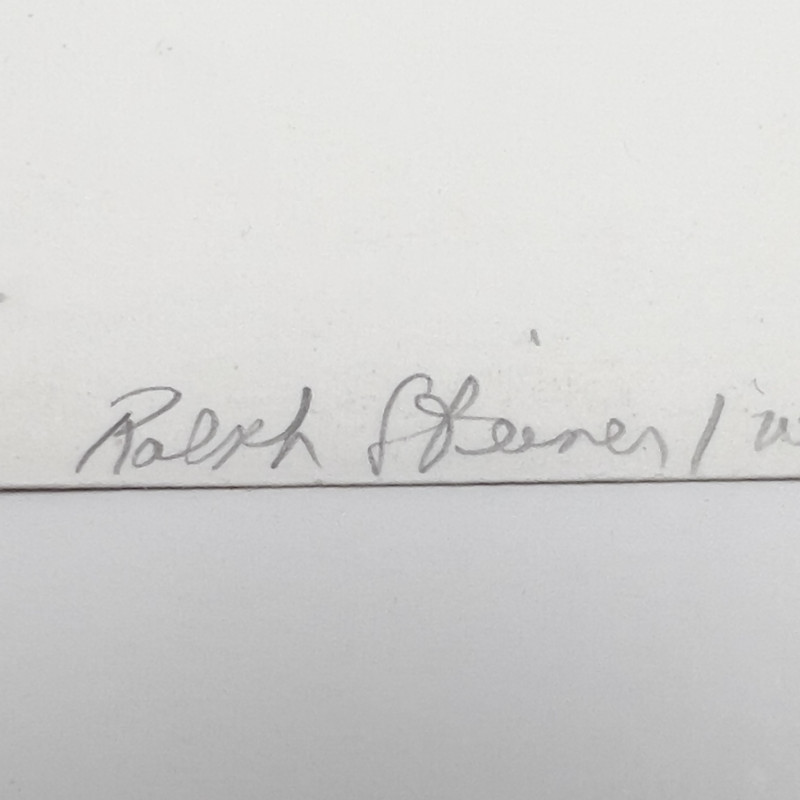 Ralph Steiner /